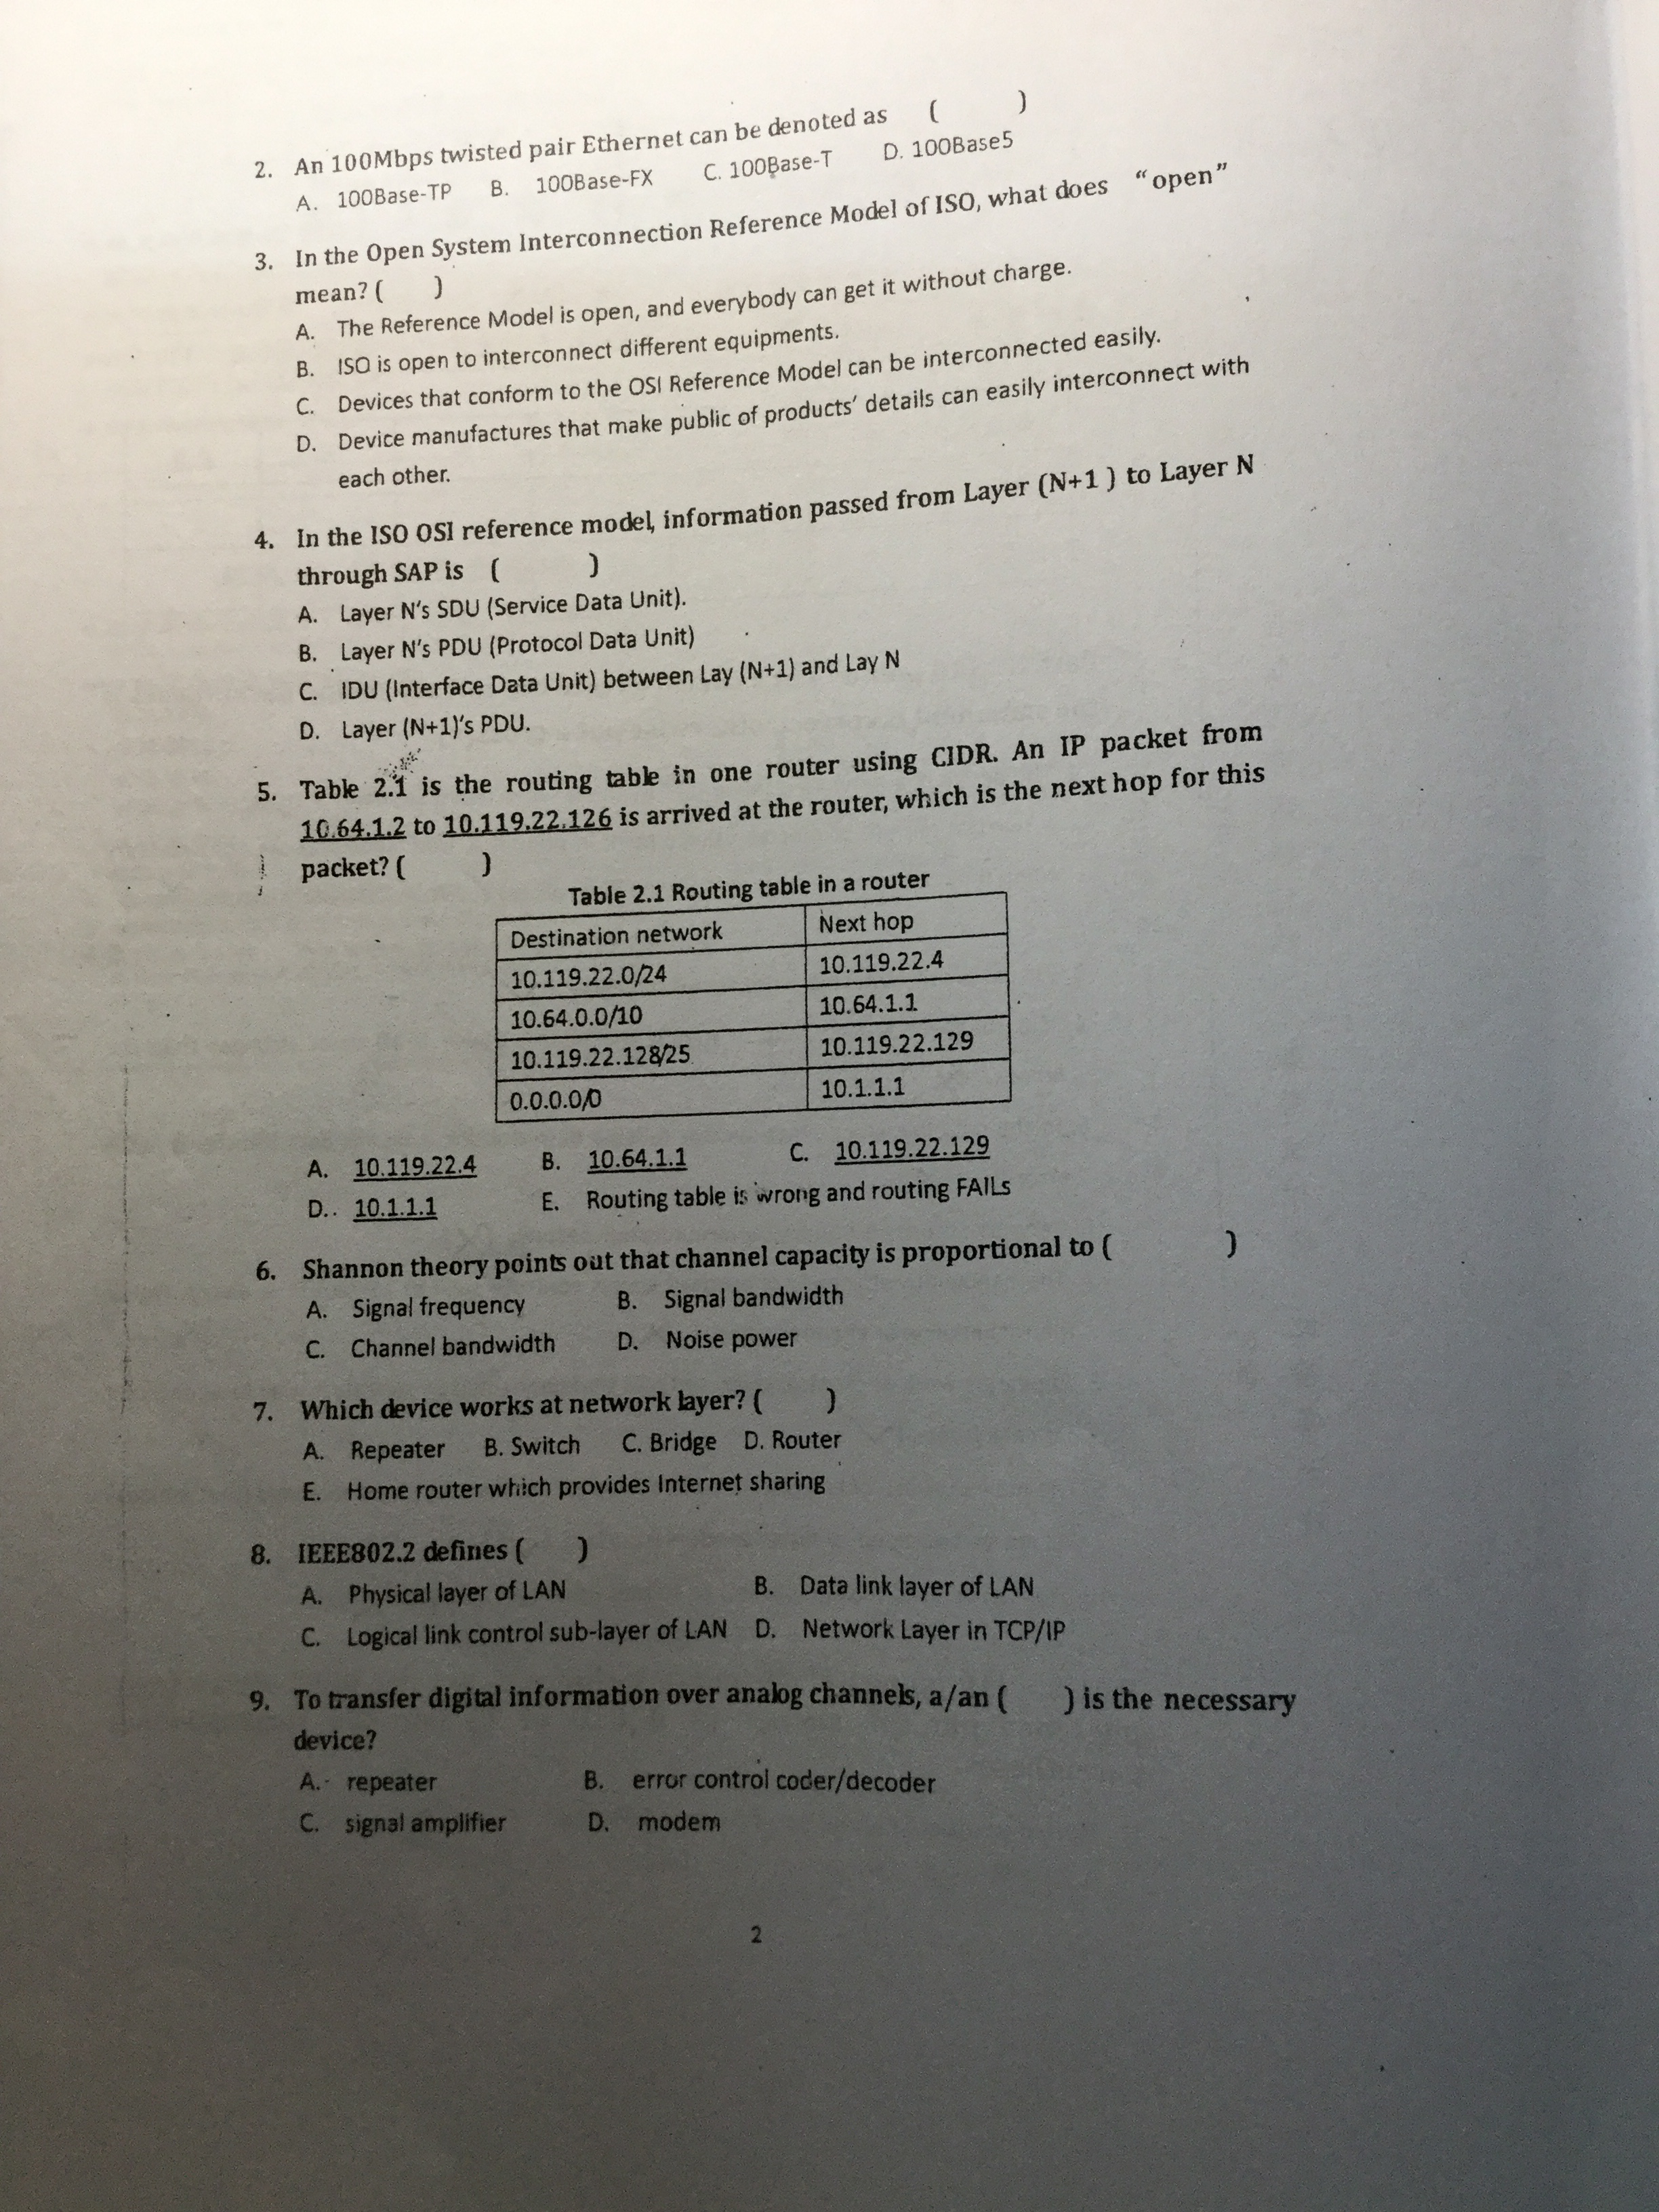 2. An 100Mbps twisted pair Ethernet can be denoted as ( )
A. 100Base-TP B. 100Base-FX C. 100Base-T D. 100Base5
3. In the Open System Interconnection Reference Model of ISO, what does “open”
mean? ( )
A. The Reference Model is open, and everybody can get it without charge.
B. ISO is open to interconnect different equipments.
C. Devices that conform to the OSI Reference Model can be interconnected easily.
D. Device manufactures that make public of products’ details can easily interconnect with
each other.
4. In the ISO OSI reference model, information passed from Layer (N+1 ) to Layer N
through SAP is ( )
A. Layer N’s SDU (Service Data Unit).
B. Layer N’s PDU (Protocol Data Unit)
C. IDU (Interface Data Unit) between Lay (N+1) and Lay N
D. Layer (N+1)’s PDU.
5. Table 2.1 is the routing table in one router using CIDR. An IP packet from
10.64.1.2 to 10.119.22.126 is arrived at the router, which is the next hop for this
packet? ( )
Table 2.1 Routing table in a router
Destination network Next hop
10.119.22.0/24 10.119.22.4
10.64.0.0/10 10.64.1.1
10.119.22.128/25 10.119.22.129
0.0.0.0/0 10.1.1.1
A. 10.119.22.4 B. 10.64.1.1 C. 10.119.22.129
D.. 10.1.1.1 E. Routing table is wrong and routing FAILs
6. Shannon theory points out that channel capacity is proportional to ( )
A. Signal frequency B. Signal bandwidth
C. Channel bandwidth D. Noise power
7. Which device works at network layer? ( )
A. Repeater B. Switch C. Bridge D. Router
E. Home router which provides Internet sharing
8. IEEE802.2 defines ( )
A. Physical layer of LAN B. Data link layer of LAN
C. Logical link control sub-layer of LAN D. Network Layer in TCP/IP
9. To transfer digital information over analog channels, a/an ( ) is the necessary
device?
A. repeater B. error control coder/decoder
C. signal amplifier D. modem
2